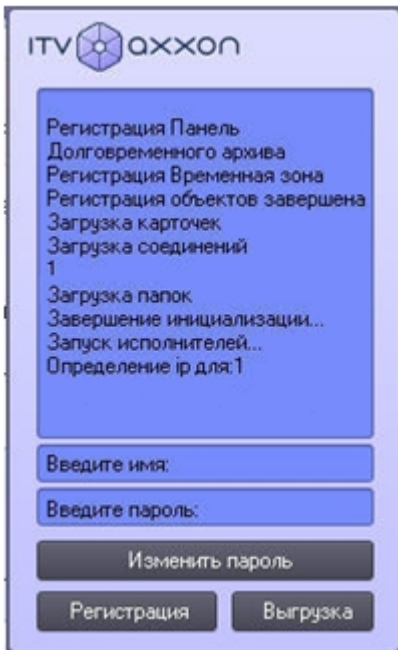 ITV axxon
Регистрация Панель
Долговременного архива
Регистрация Временная зона
Регистрация объектов завершена
Загрузка карточек
Загрузка соединений
1
Загрузка папок
Завершение инициализации...
Запуск исполнителей...
Определение ip для:1
Введите имя:
Введите пароль:
Изменить пароль
Регистрация Выгрузка